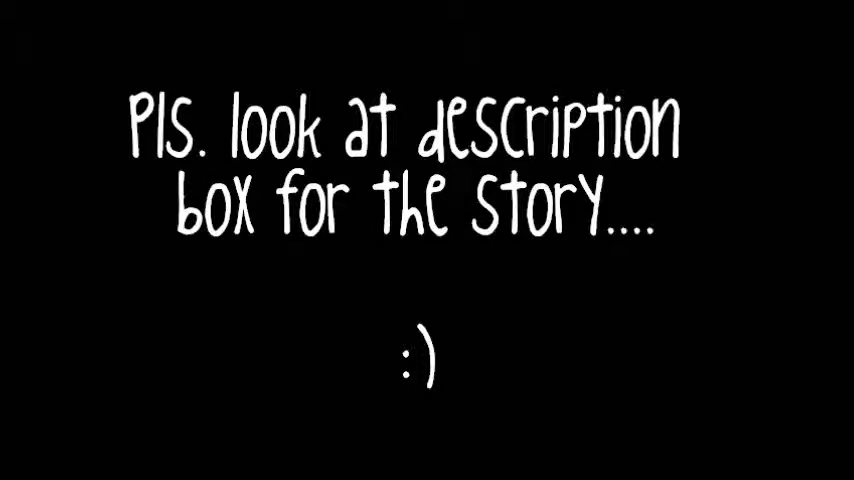 Pls. look at description
box for the story....
:)